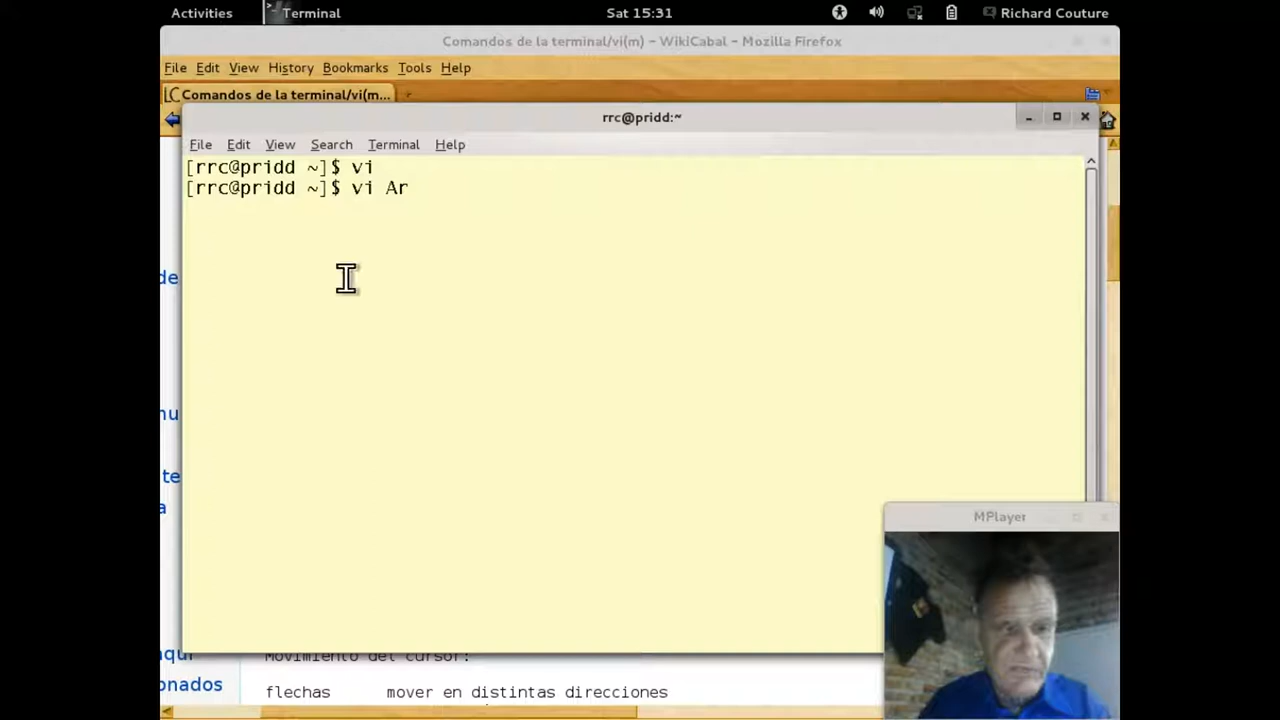 Activities Terminal Sat 15:31 Richard Couture
Comandos de la terminal/vi(m) – WikiCabal – Mozilla Firefox
File Edit View History Bookmarks Tools Help
Comandos de la terminal/vi(m...
rrc@pridd:~
File Edit View Search Terminal Help
[rrc@pridd ~]$ vi
[rrc@pridd ~]$ vi Ar
de
nu
te
a
MPlayer
aquí
Movimiento del cursor:
onados
flechas mover en distintas direcciones